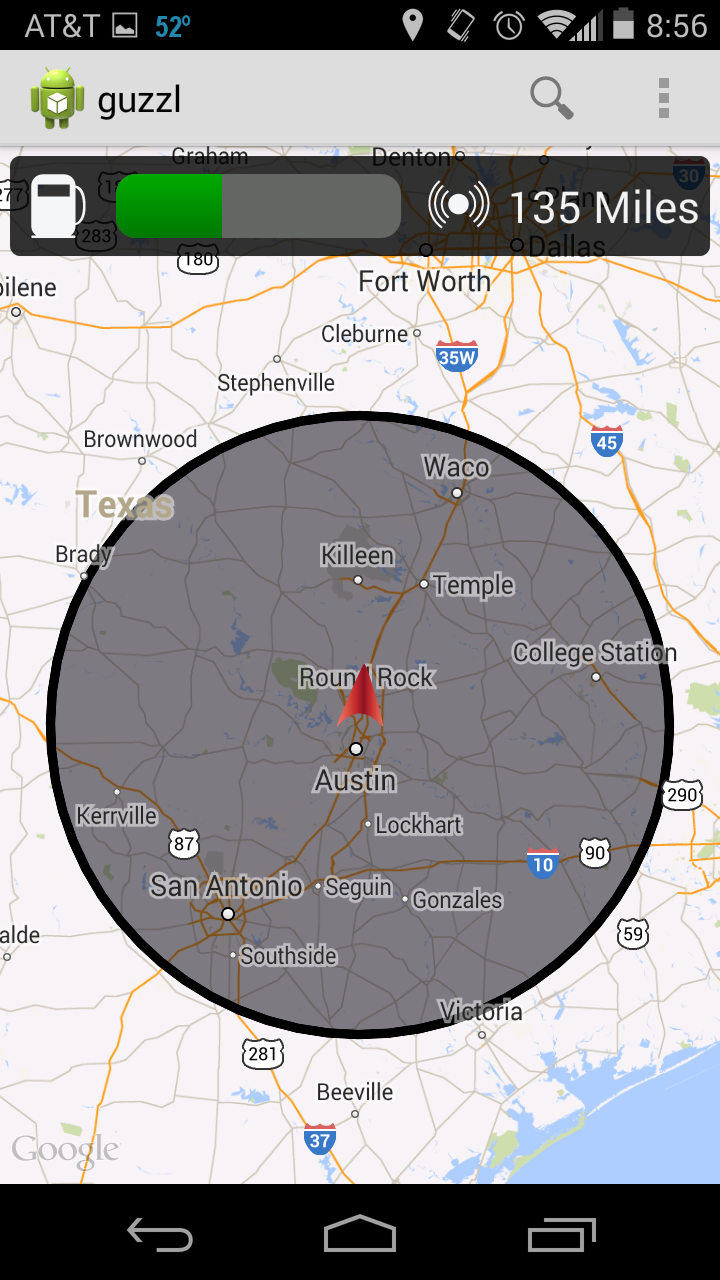 AT&T 52° 8:56
guzzl
Graham
Denton
30
277
283
135 Miles
180
Dallas
Fort Worth
Cleburne
35W
Stephenville
Brownwood
45
Waco
Texas
Brady
Killeen
Temple
College Station
Round Rock
Austin
290
Kerrville
Lockhart
87
90
10
San Antonio
Seguin
Gonzales
59
Southside
Victoria
281
Beeville
37
Google